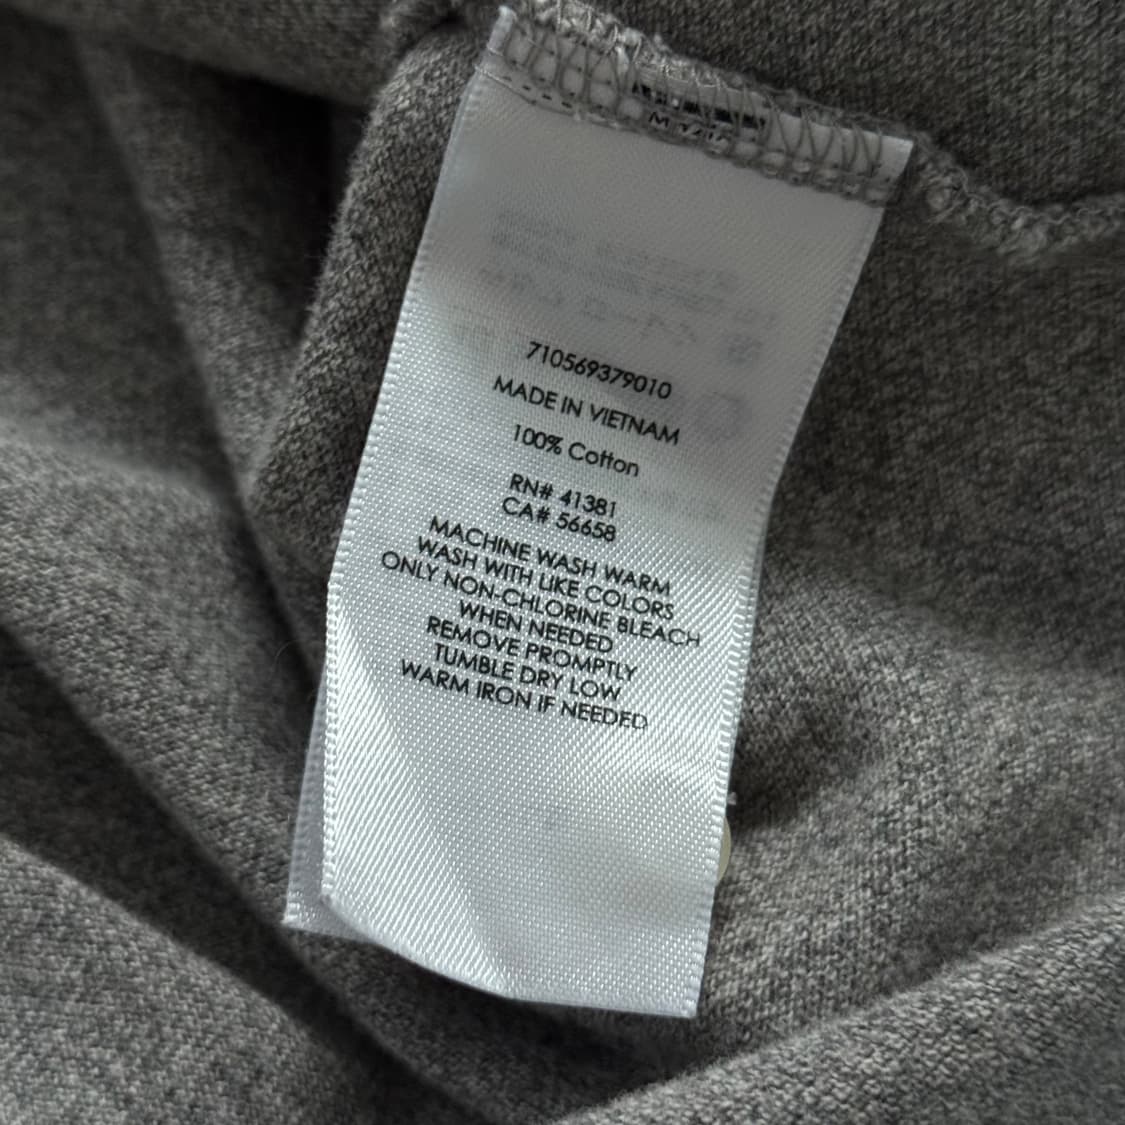 710569379010
MADE IN VIETNAM
100% Cotton
RN# 41381
CA# 56658
MACHINE WASH WARM
WASH WITH LIKE COLORS
ONLY NON-CHLORINE BLEACH
WHEN NEEDED
REMOVE PROMPTLY
TUMBLE DRY LOW
WARM IRON IF NEEDED